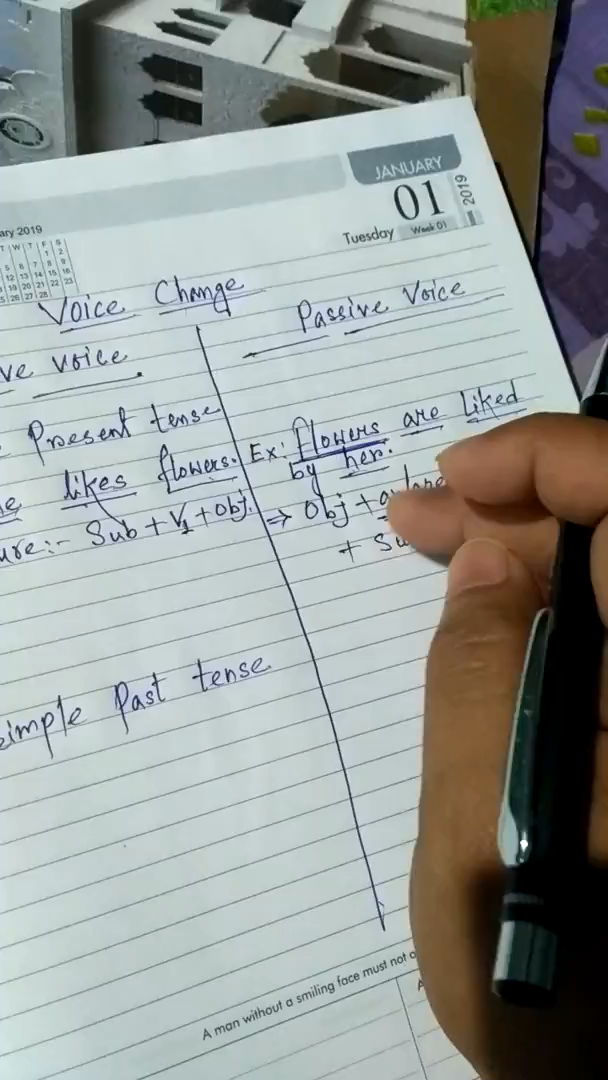 JANUARY
01
2019
Tuesday Week 01
ary 2019
T W T F S
Voice Change
ve voice
Passive Voice
Present tense
likes flowers.
ure:- Sub + V1 + Obj.
Ex: flowers are liked
by her.
⇒ Obj +
+ Su
simple Past tense
A man without a smiling face must not o